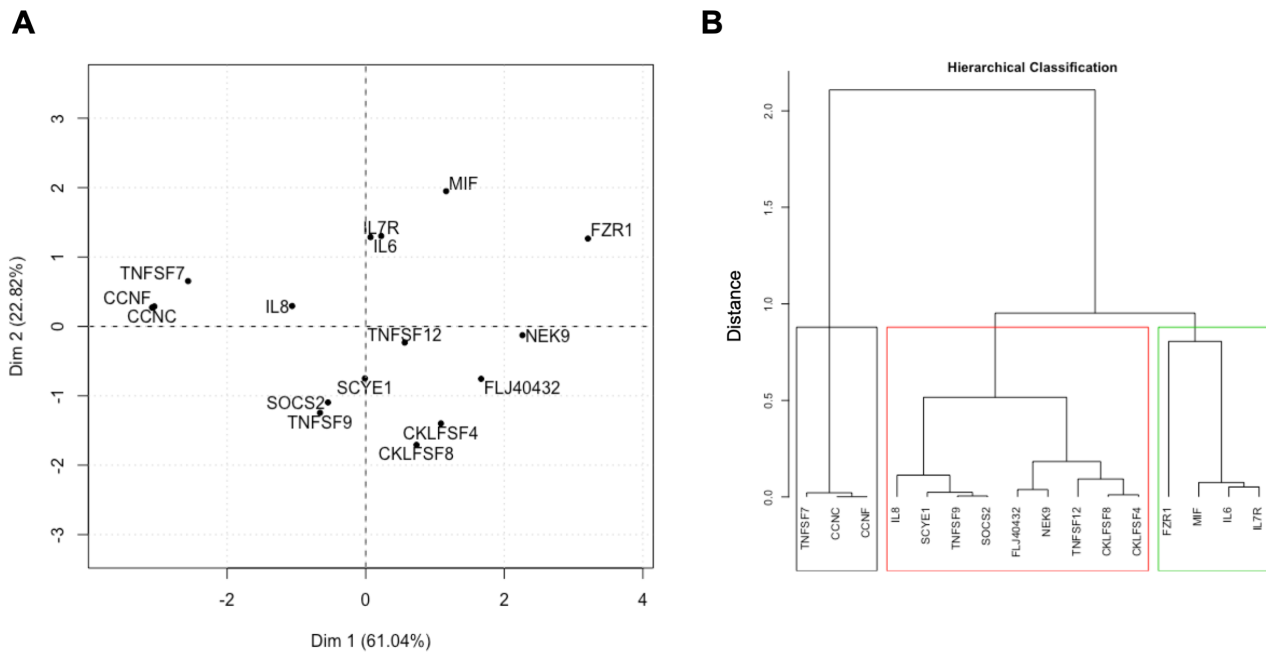 A
B
Hierarchical Classification
3
2
1
0
-1
-2
-3
Dim 2 (22.82%)
MIF
IL7R
IL6
FZR1
TNFSF7
CCNF
CCNC
IL8
TNFSF12
NEK9
SCYE1
FLJ40432
SOCS2
TNFSF9
CKLFSF4
CKLFSF8
-2
0
2
4
Dim 1 (61.04%)
Distance
2.0
1.5
1.0
0.5
0.0
TNFSF7
CCNC
CCNF
IL8
SCYE1
TNFSF9
SOCS2
FLJ40432
NEK9
TNFSF12
CKLFSF8
CKLFSF4
FZR1
MIF
IL6
IL7R